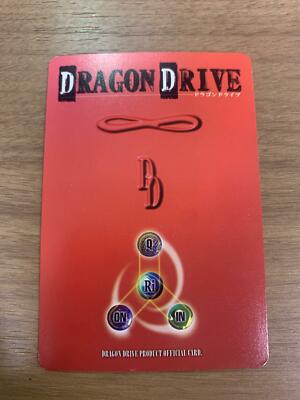 DRAGON DRIVE
ドラゴンドライブ
DD
Q
Ri
ON
IN
DRAGON DRIVE PRODUCT OFFICIAL CARD.